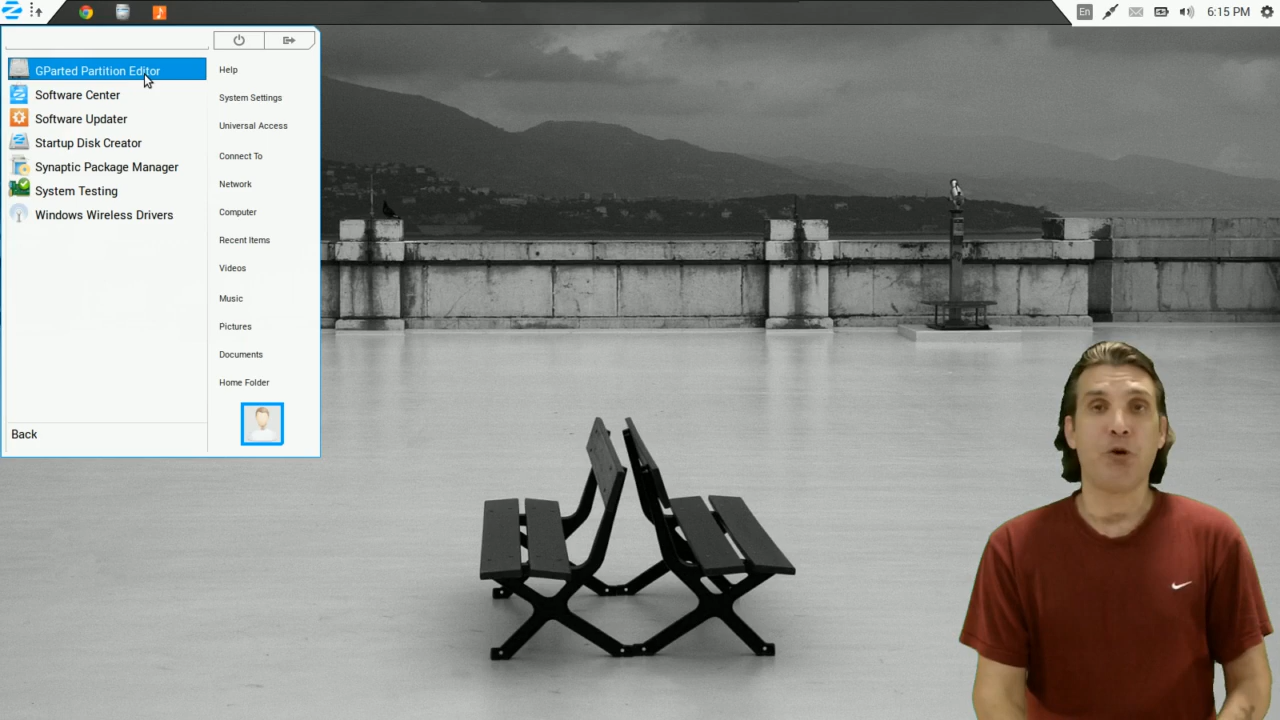 En
6:15 PM
GParted Partition Editor
Software Center
Software Updater
Startup Disk Creator
Synaptic Package Manager
System Testing
Windows Wireless Drivers
Back
Help
System Settings
Universal Access
Connect To
Network
Computer
Recent Items
Videos
Music
Pictures
Documents
Home Folder